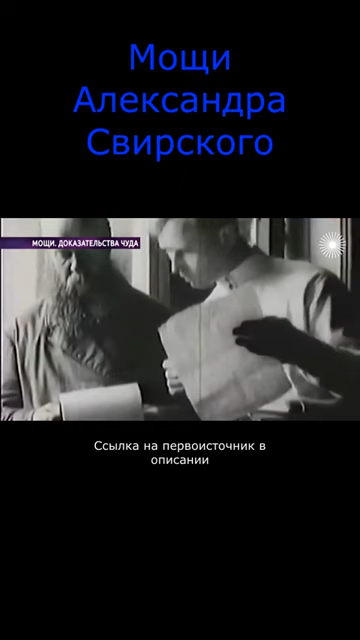 Мощи
Александра
Свирского
МОЩИ. ДОКАЗАТЕЛЬСТВА ЧУДА
Ссылка на первоисточник в
описании